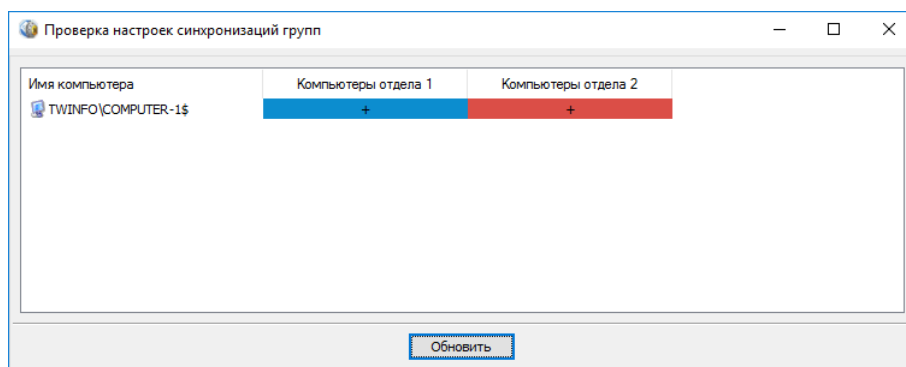 Проверка настроек синхронизаций групп
Имя компьютера Компьютеры отдела 1 Компьютеры отдела 2
TWINFO\COMPUTER-1$ + +
Обновить